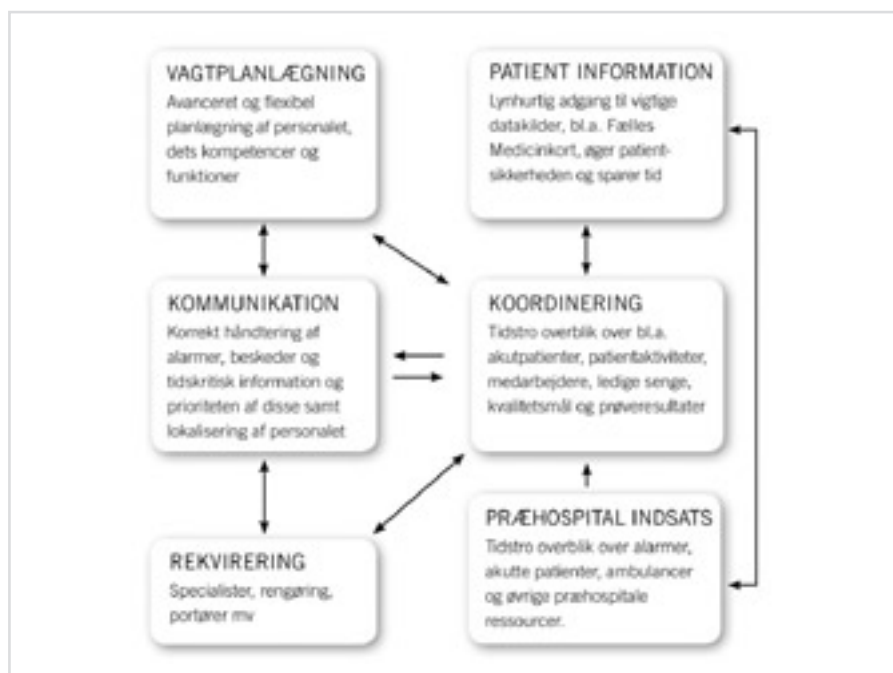 VAGTPLANLÆGNING
Avanceret og flexibel
planlægning af personalet,
dets kompetencer og
funktioner
PATIENT INFORMATION
Lynhurtig adgang til vigtige
datakilder, bl.a. Fælles
Medicinkort, øger patient-
sikkerheden og sparer tid
KOMMUNIKATION
Korrekt håndtering af
alarmer, beskeder og
tidskritisk information og
prioriteten af disse samt
lokalisering af personalet
KOORDINERING
Tidstro overblik over bl.a.
akutpatienter, patientaktiviteter,
medarbejdere, ledige senge,
kvalitetsmål og prøveresultater
REKVIRERING
Specialister, rengøring,
portører mv
PRÆHOSPITAL INDSATS
Tidstro overblik over alarmer,
akutte patienter, ambulancer
og øvrige præhospitale
ressourcer.